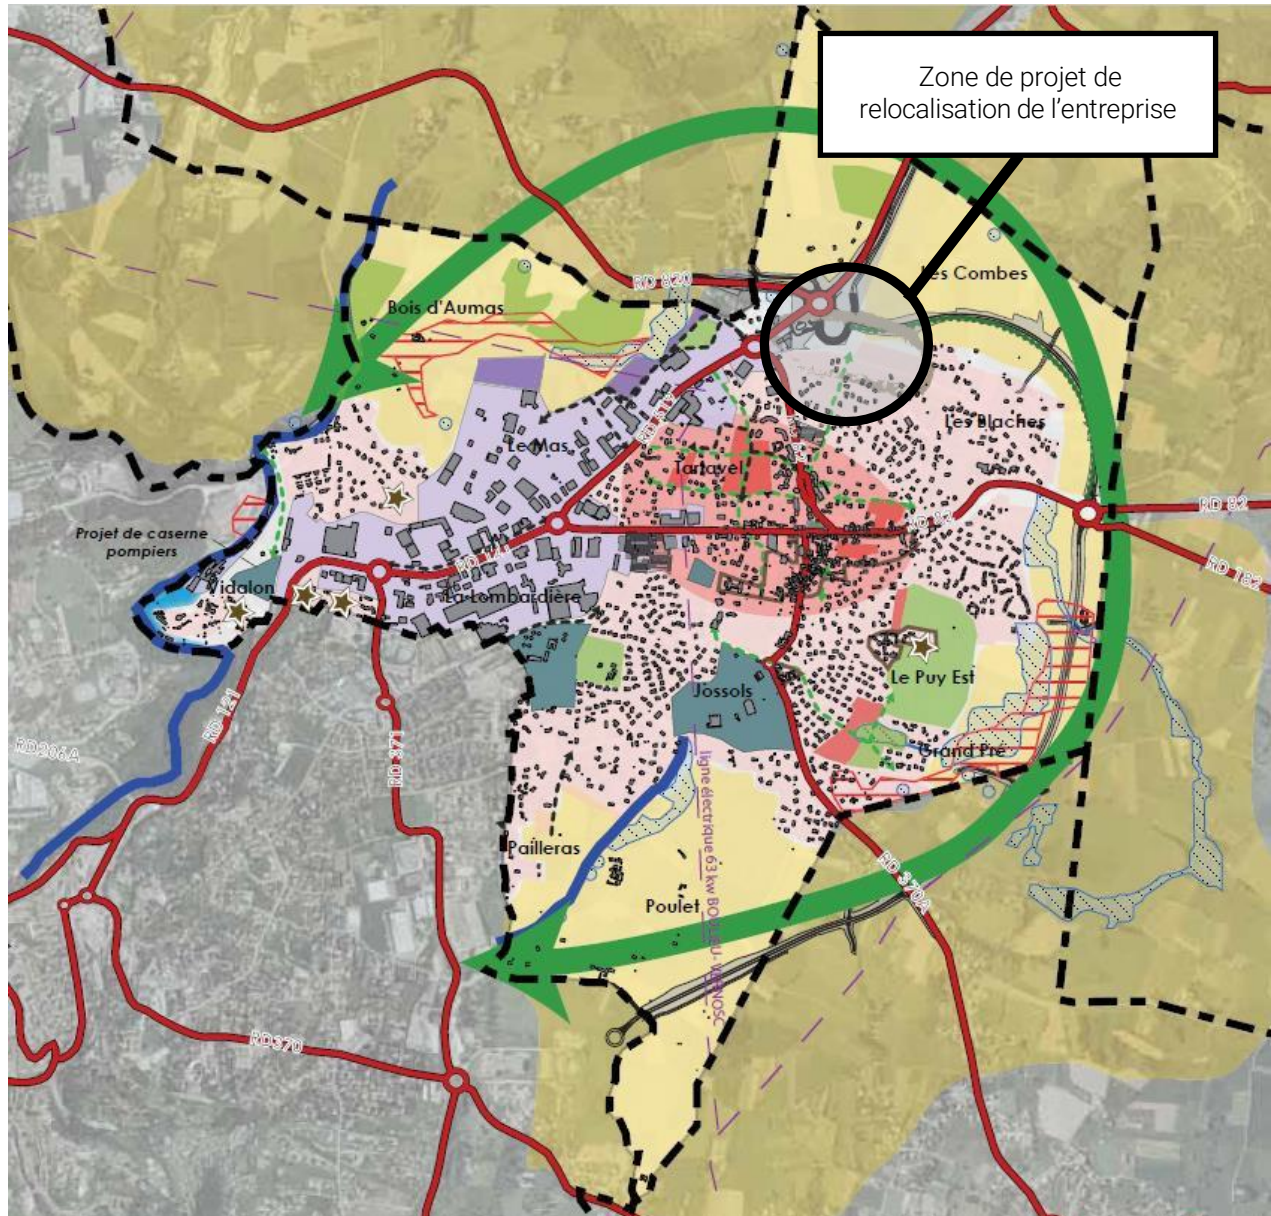 Zone de projet de
relocalisation de l'entreprise
Les Combes
RD 820
Bois d'Aumas
Les Blaches
Le Mas
Tartavel
RD 82
RD 82
RD 182
Projet de caserne
pompiers
Vidalon
La Lombardière
Le Puy Est
Jossols
RD 121
RD206A
RD 371
Grand Pré
ligne électrique 63 kw
Pailleras
RD 370A
Poulet
RD370